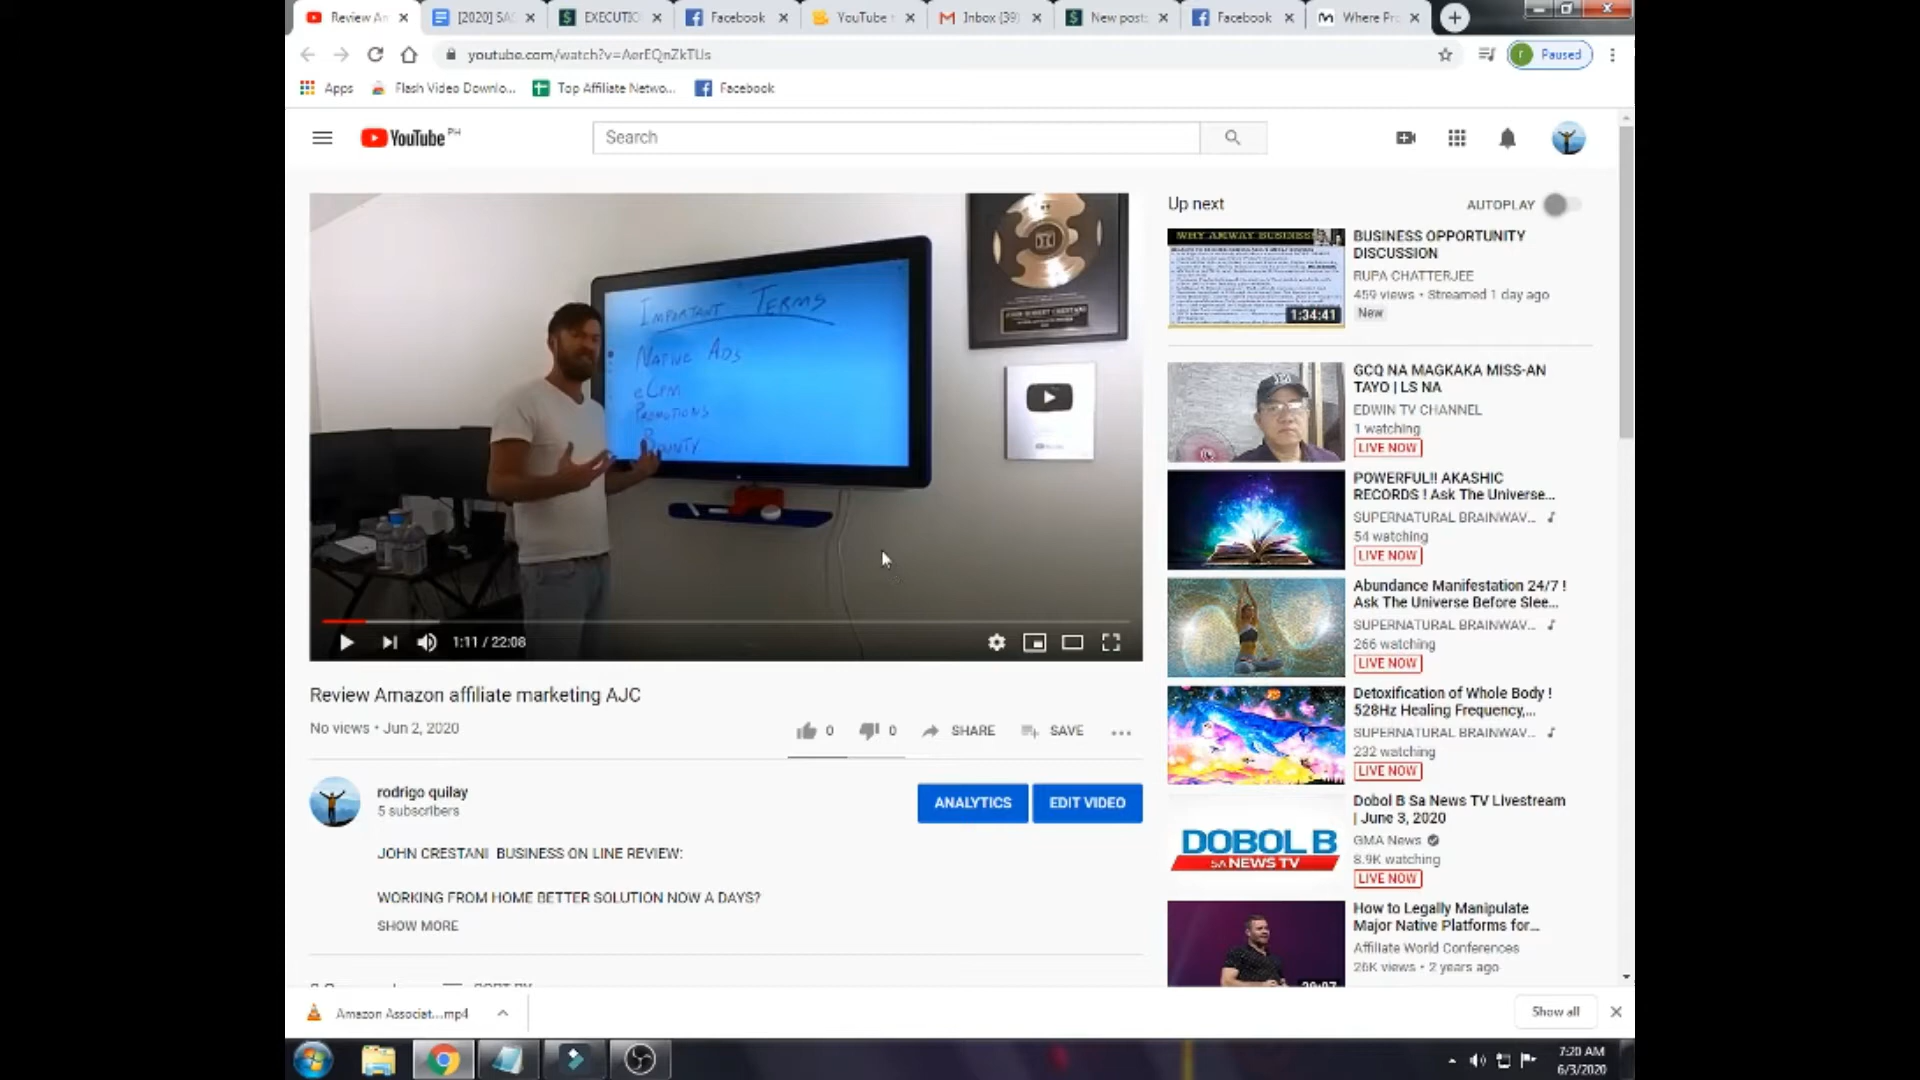 Review An
[2020] SA
EXECUTIO
Facebook
YouTube
Inbox (39)
New post
Facebook
Where Pr
youtube.com/watch?v=AerEQnZkTUs
Paused
Apps
Flash Video Downlo...
Top Affiliate Netwo...
Facebook
YouTube PH
Search
IMPORTANT TERMS
NATIVE ADS
eCPM
PROMOTIONS
BOUNTY
1:11 / 22:08
Review Amazon affiliate marketing AJC
No views • Jun 2, 2020
0
0
SHARE
SAVE
rodrigo quilay
5 subscribers
ANALYTICS
EDIT VIDEO
JOHN CRESTANI BUSINESS ON LINE REVIEW:
WORKING FROM HOME BETTER SOLUTION NOW A DAYS?
SHOW MORE
Up next
AUTOPLAY
WHY AMWAY BUSINESS
1:34:41
BUSINESS OPPORTUNITY
DISCUSSION
RUPA CHATTERJEE
459 views • Streamed 1 day ago
New
GCQ NA MAGKAKA MISS-AN
TAYO | LS NA
EDWIN TV CHANNEL
1 watching
LIVE NOW
POWERFUL!! AKASHIC
RECORDS ! Ask The Universe...
SUPERNATURAL BRAINWAV...
54 watching
LIVE NOW
Abundance Manifestation 24/7 !
Ask The Universe Before Slee...
SUPERNATURAL BRAINWAV...
266 watching
LIVE NOW
Detoxification of Whole Body !
528Hz Healing Frequency,...
SUPERNATURAL BRAINWAV...
232 watching
LIVE NOW
DOBOL B
SA NEWS TV
Dobol B Sa News TV Livestream
| June 3, 2020
GMA News
8.9K watching
LIVE NOW
How to Legally Manipulate
Major Native Platforms for...
Affiliate World Conferences
26K views • 2 years ago
Amazon Associat....mp4
Show all
7:20 AM
6/3/2020